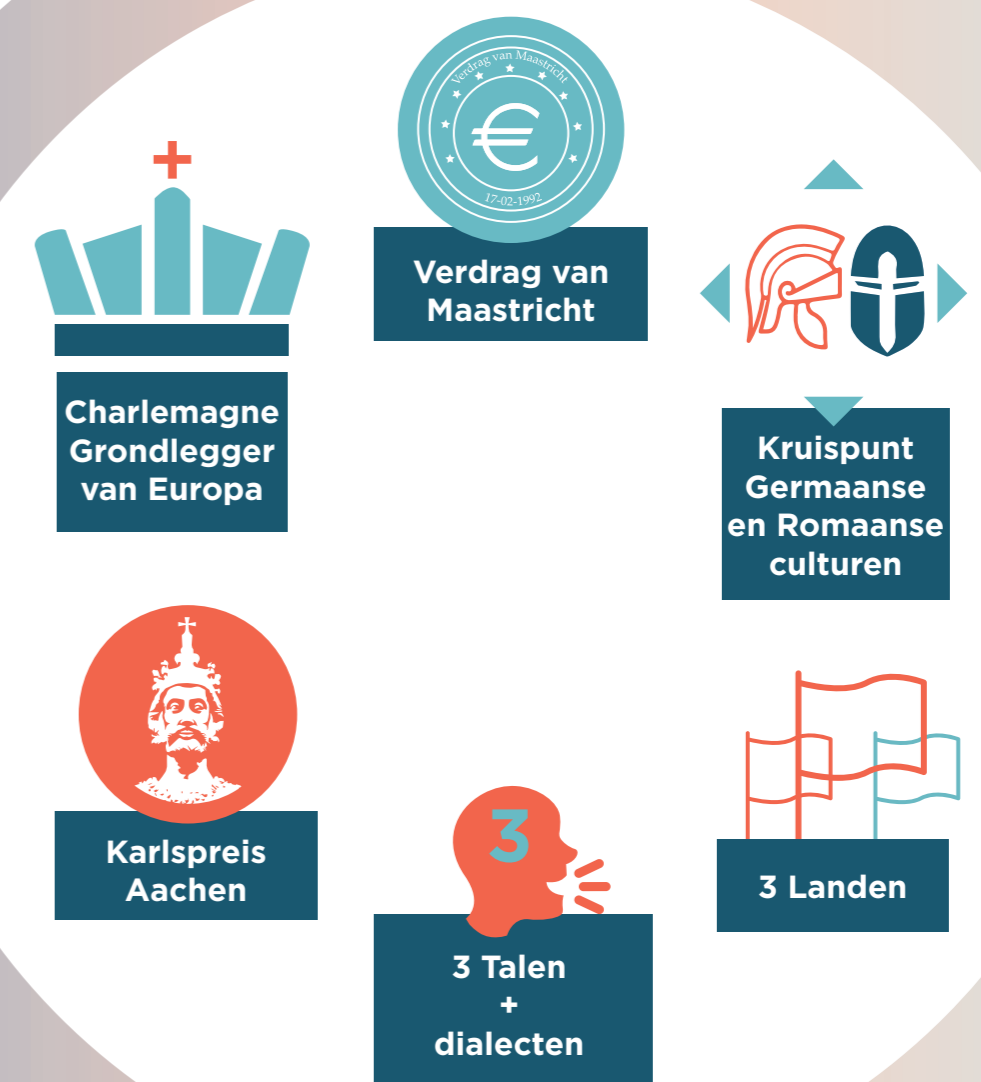 Verdrag van Maastricht
€
17-02-1992
Verdrag van
Maastricht
Charlemagne
Grondlegger
van Europa
Kruispunt
Germaanse
en Romaanse
culturen
Karlspreis
Aachen
3
3 Talen
+
dialecten
3 Landen